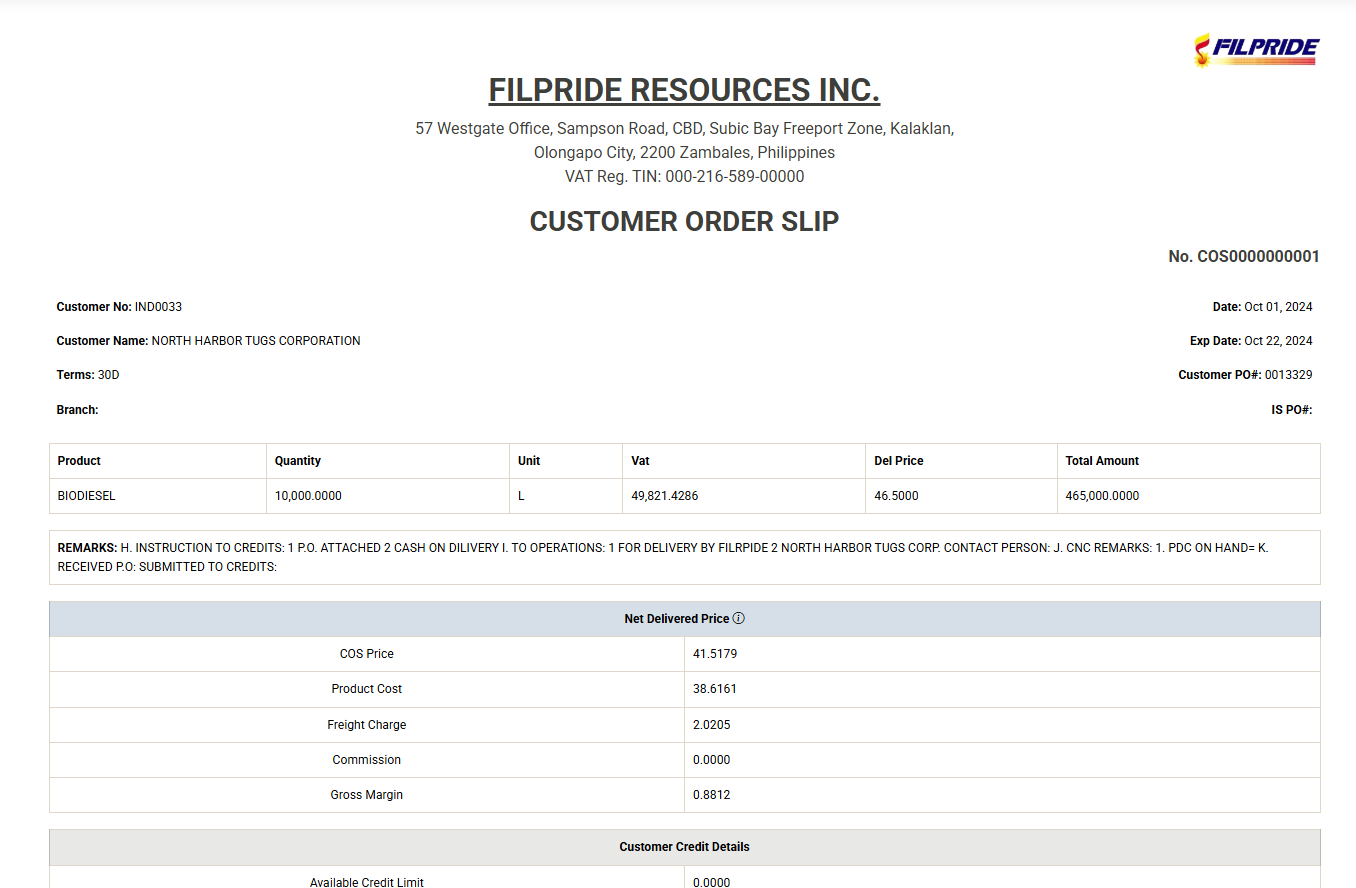 FILPRIDE
FILPRIDE RESOURCES INC.
57 Westgate Office, Sampson Road, CBD, Subic Bay Freeport Zone, Kalaklan,
Olongapo City, 2200 Zambales, Philippines
VAT Reg. TIN: 000-216-589-00000
CUSTOMER ORDER SLIP
No. COS0000000001
Customer No: IND0033
Date: Oct 01, 2024
Customer Name: NORTH HARBOR TUGS CORPORATION
Exp Date: Oct 22, 2024
Terms: 30D
Customer PO#: 0013329
Branch:
IS PO#:
Product Quantity Unit Vat Del Price Total Amount
BIODIESEL 10,000.0000 L 49,821.4286 46.5000 465,000.0000
REMARKS: H. INSTRUCTION TO CREDITS: 1 P.O. ATTACHED 2 CASH ON DILIVERY I. TO OPERATIONS: 1 FOR DELIVERY BY FILRPIDE 2 NORTH HARBOR TUGS CORP. CONTACT PERSON: J. CNC REMARKS: 1. PDC ON HAND= K.
RECEIVED P.O: SUBMITTED TO CREDITS:
Net Delivered Price
COS Price 41.5179
Product Cost 38.6161
Freight Charge 2.0205
Commission 0.0000
Gross Margin 0.8812
Customer Credit Details
Available Credit Limit 0.0000